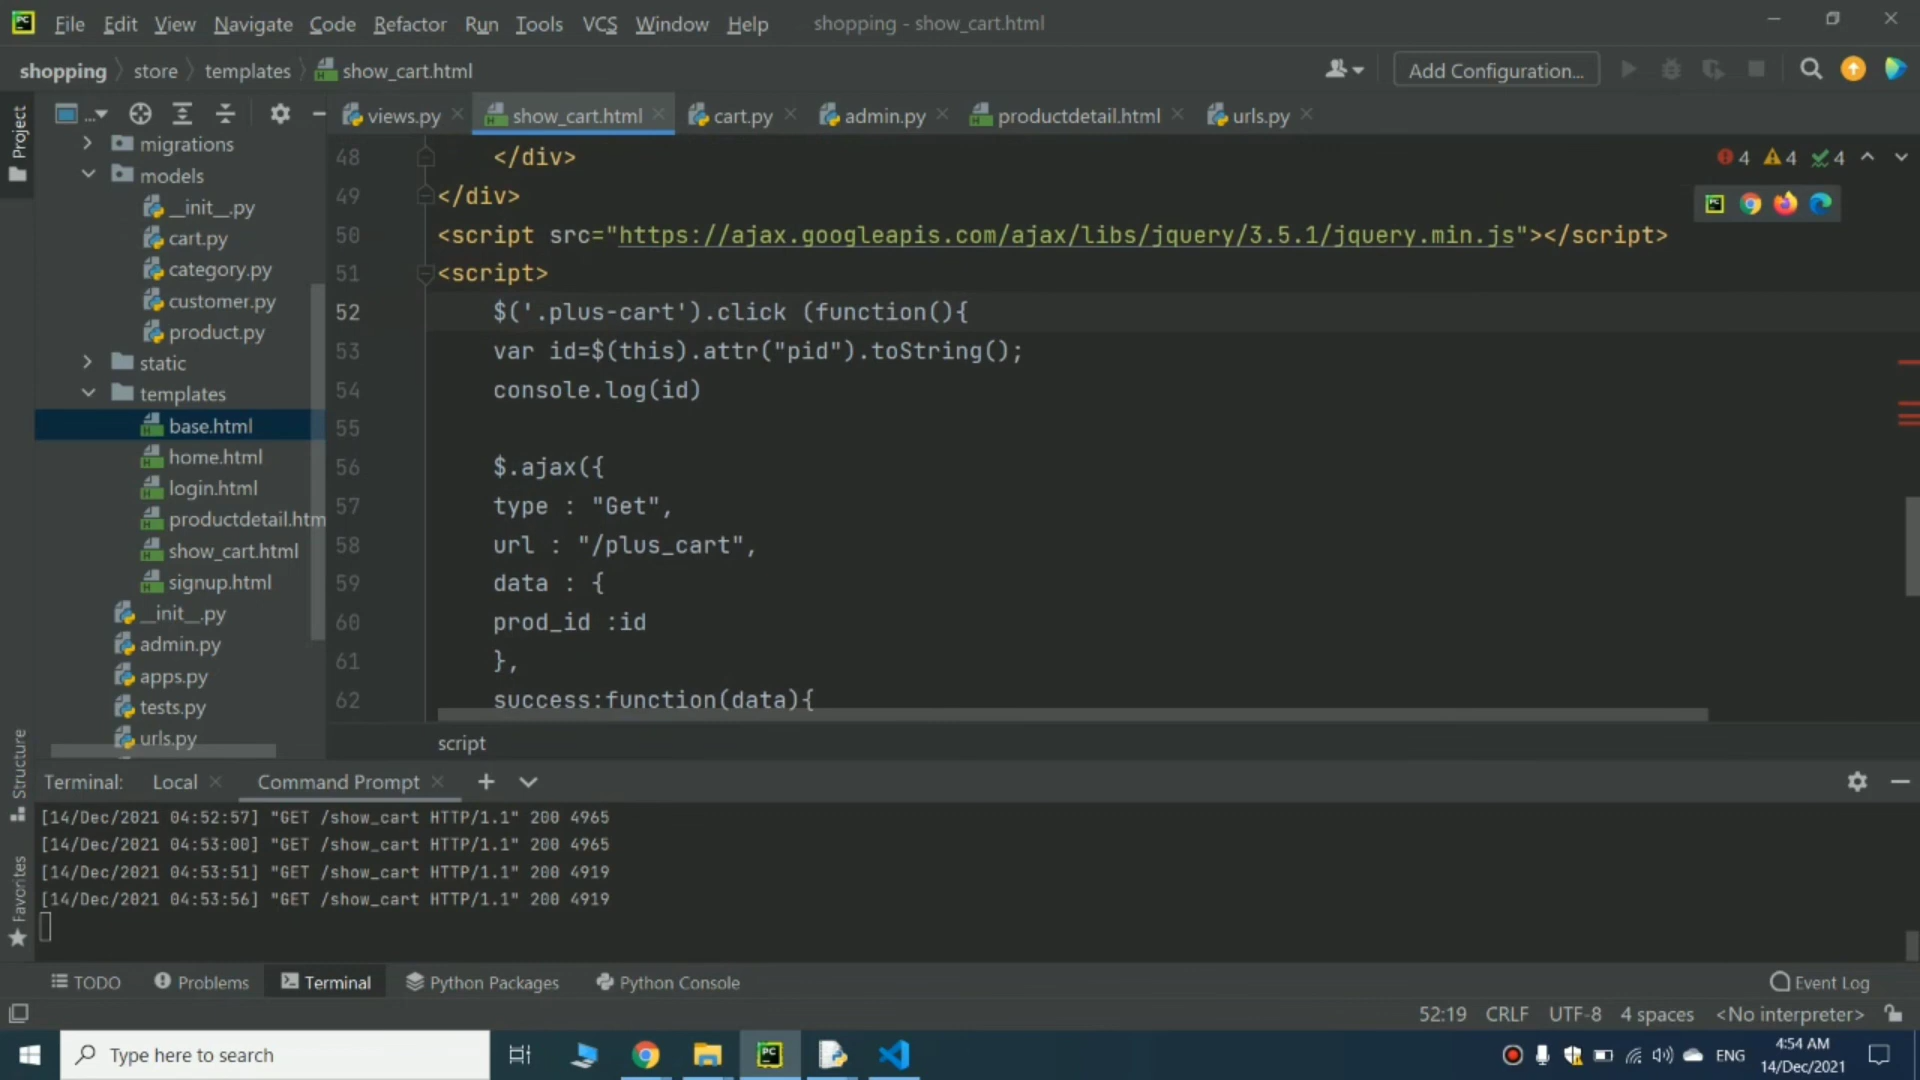 File Edit View Navigate Code Refactor Run Tools VCS Window Help shopping - show_cart.html
shopping store templates show_cart.html Add Configuration...
Project
... views.py show_cart.html cart.py admin.py productdetail.html urls.py
migrations
models
__init__.py
cart.py
category.py
customer.py
product.py
static
templates
base.html
home.html
login.html
productdetail.htm
show_cart.html
signup.html
__init__.py
admin.py
apps.py
tests.py
urls.py
4 4 4
48 </div>
49 </div>
50 <script src="https://ajax.googleapis.com/ajax/libs/jquery/3.5.1/jquery.min.js"></script>
51 <script>
52 $('.plus-cart').click (function(){
53 var id=$(this).attr("pid").toString();
54 console.log(id)
55
56 $.ajax({
57 type : "Get",
58 url : "/plus_cart",
59 data : {
60 prod_id :id
61 },
62 success:function(data){
script
Structure
Favorites
Terminal: Local Command Prompt
[14/Dec/2021 04:52:57] "GET /show_cart HTTP/1.1" 200 4965
[14/Dec/2021 04:53:00] "GET /show_cart HTTP/1.1" 200 4965
[14/Dec/2021 04:53:51] "GET /show_cart HTTP/1.1" 200 4919
[14/Dec/2021 04:53:56] "GET /show_cart HTTP/1.1" 200 4919
TODO Problems Terminal Python Packages Python Console Event Log
52:19 CRLF UTF-8 4 spaces <No interpreter>
Type here to search ENG 4:54 AM
14/Dec/2021